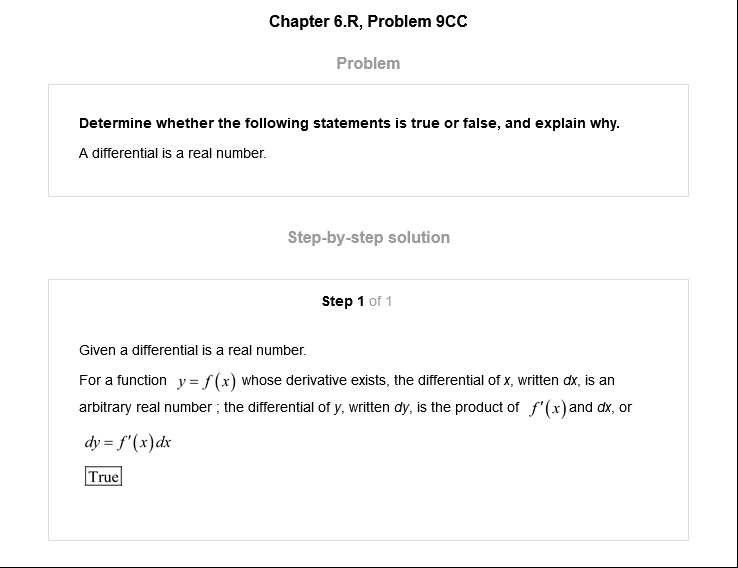 Chapter 6.R, Problem 9CC
Problem
Determine whether the following statements is true or false, and explain why.
A differential is a real number.
Step-by-step solution
Step 1 of 1
Given a differential is a real number.
For a function y = f(x) whose derivative exists, the differential of x, written dx, is an
arbitrary real number ; the differential of y, written dy, is the product of f'(x) and dx, or
dy = f'(x)dx
True